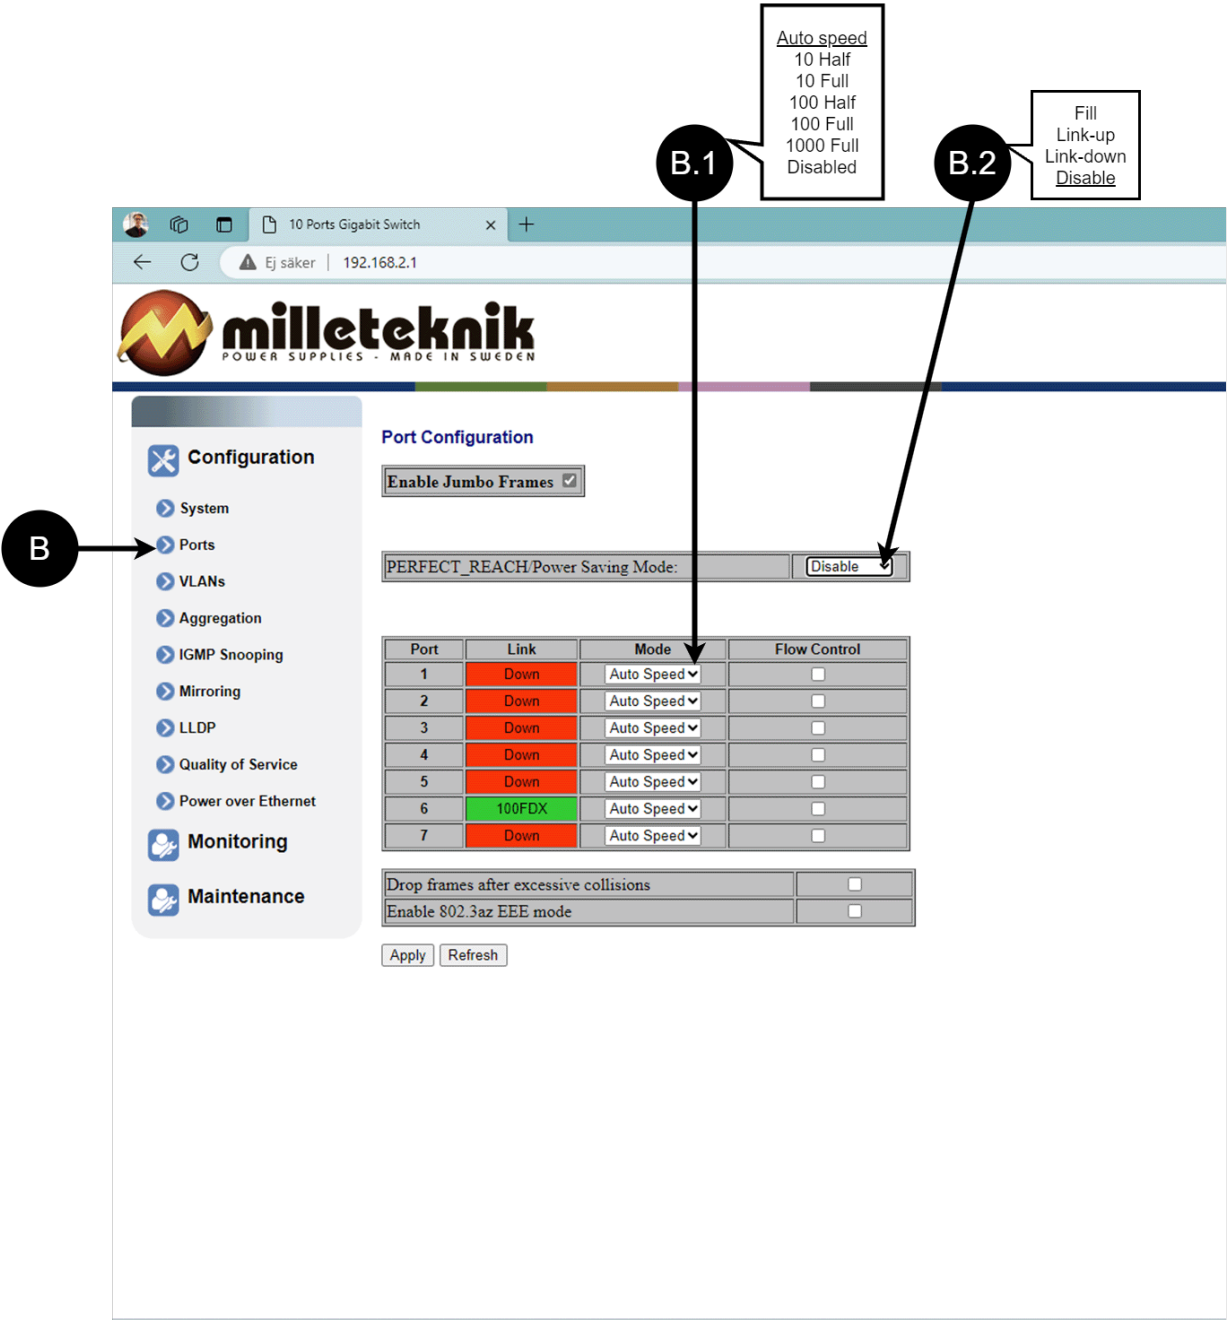 Auto speed
10 Half
10 Full
100 Half
100 Full
1000 Full
Disabled
B.1
Fill
Link-up
Link-down
Disable
B.2
10 Ports Gigabit Switch
Ej säker
192.168.2.1
milleteknik
POWER SUPPLIES - MADE IN SWEDEN
B
Configuration
System
Ports
VLANs
Aggregation
IGMP Snooping
Mirroring
LLDP
Quality of Service
Power over Ethernet
Monitoring
Maintenance
Port Configuration
Enable Jumbo Frames
PERFECT_REACH/Power Saving Mode: Disable
Port Link Mode Flow Control
1 Down Auto Speed
2 Down Auto Speed
3 Down Auto Speed
4 Down Auto Speed
5 Down Auto Speed
6 100FDX Auto Speed
7 Down Auto Speed
Drop frames after excessive collisions
Enable 802.3az EEE mode
Apply Refresh